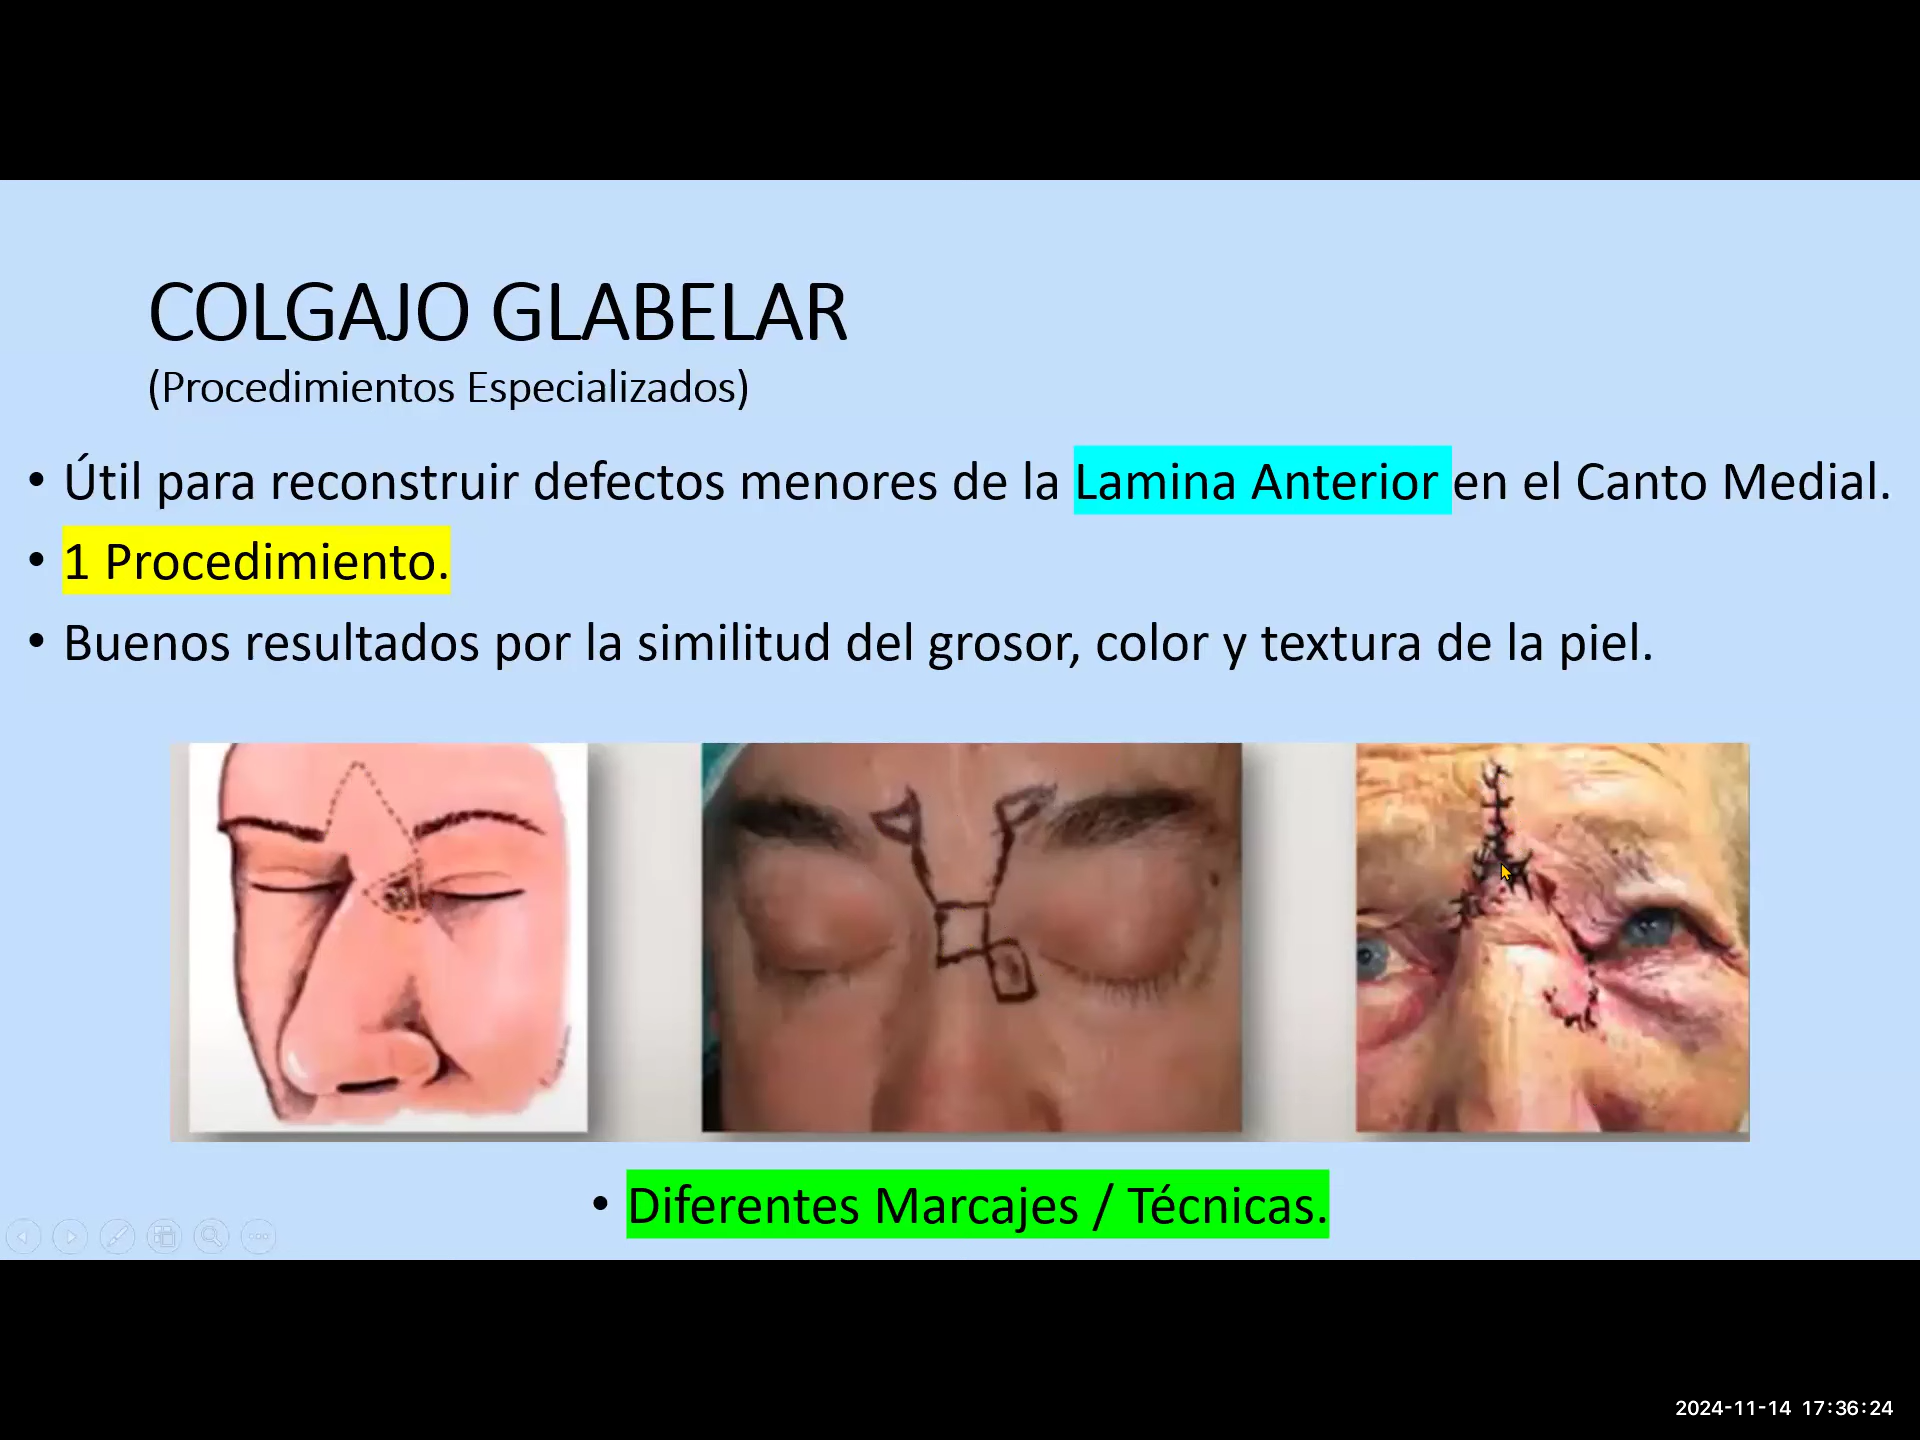 COLGAJO GLABELAR
(Procedimientos Especializados)
• Útil para reconstruir defectos menores de la Lamina Anterior en el Canto Medial.
• 1 Procedimiento.
• Buenos resultados por la similitud del grosor, color y textura de la piel.
• Diferentes Marcajes / Técnicas.
2024-11-14 17:36:24